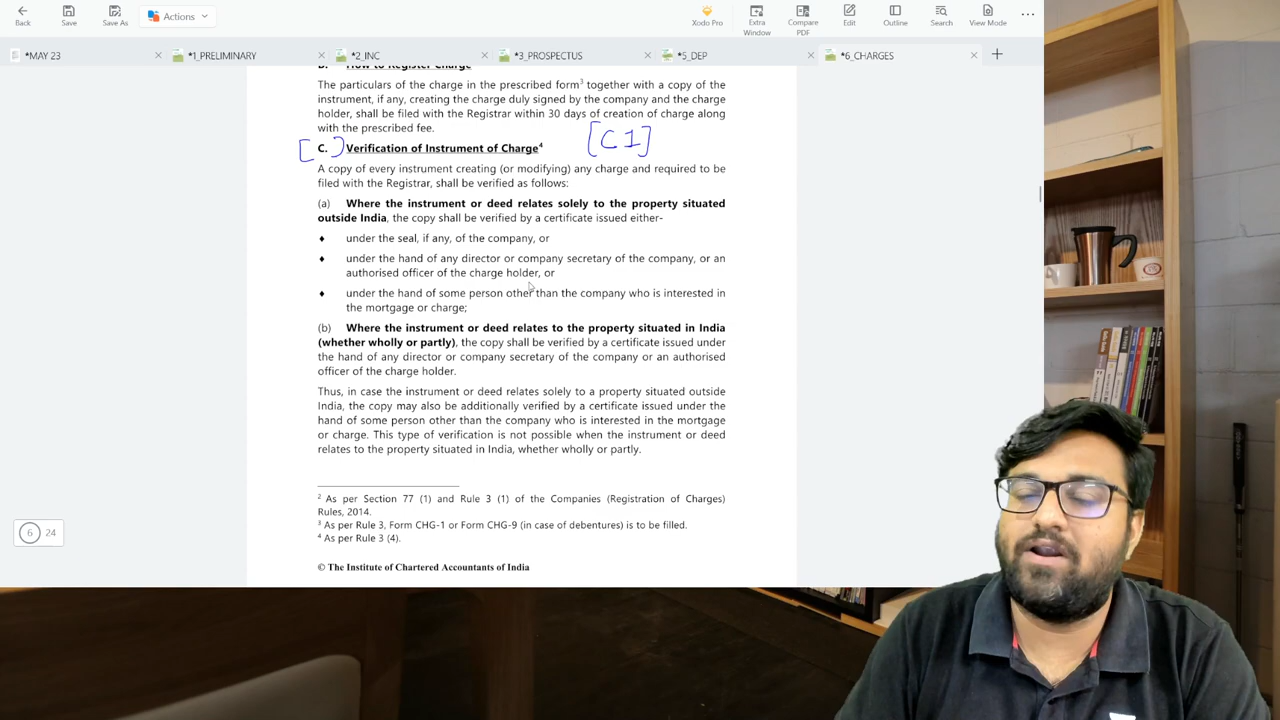 Back
Save
Save As
Actions
Xodo Pro
Extra Window
Compare PDF
Edit
Outline
Search
View Mode
*MAY 23
*1_PRELIMINARY
*2_INC
*3_PROSPECTUS
*5_DEP
*6_CHARGES
B. How to Register Charge
The particulars of the charge in the prescribed form3 together with a copy of the
instrument, if any, creating the charge duly signed by the company and the charge
holder, shall be filed with the Registrar within 30 days of creation of charge along
with the prescribed fee.
[C1]
C. Verification of Instrument of Charge4
A copy of every instrument creating (or modifying) any charge and required to be
filed with the Registrar, shall be verified as follows:
(a) Where the instrument or deed relates solely to the property situated
outside India, the copy shall be verified by a certificate issued either-
♦ under the seal, if any, of the company, or
♦ under the hand of any director or company secretary of the company, or an
authorised officer of the charge holder, or
♦ under the hand of some person other than the company who is interested in
the mortgage or charge;
(b) Where the instrument or deed relates to the property situated in India
(whether wholly or partly), the copy shall be verified by a certificate issued under
the hand of any director or company secretary of the company or an authorised
officer of the charge holder.
Thus, in case the instrument or deed relates solely to a property situated outside
India, the copy may also be additionally verified by a certificate issued under the
hand of some person other than the company who is interested in the mortgage
or charge. This type of verification is not possible when the instrument or deed
relates to the property situated in India, whether wholly or partly.
2 As per Section 77 (1) and Rule 3 (1) of the Companies (Registration of Charges)
Rules, 2014.
3 As per Rule 3, Form CHG-1 or Form CHG-9 (in case of debentures) is to be filled.
4 As per Rule 3 (4).
6 24
© The Institute of Chartered Accountants of India